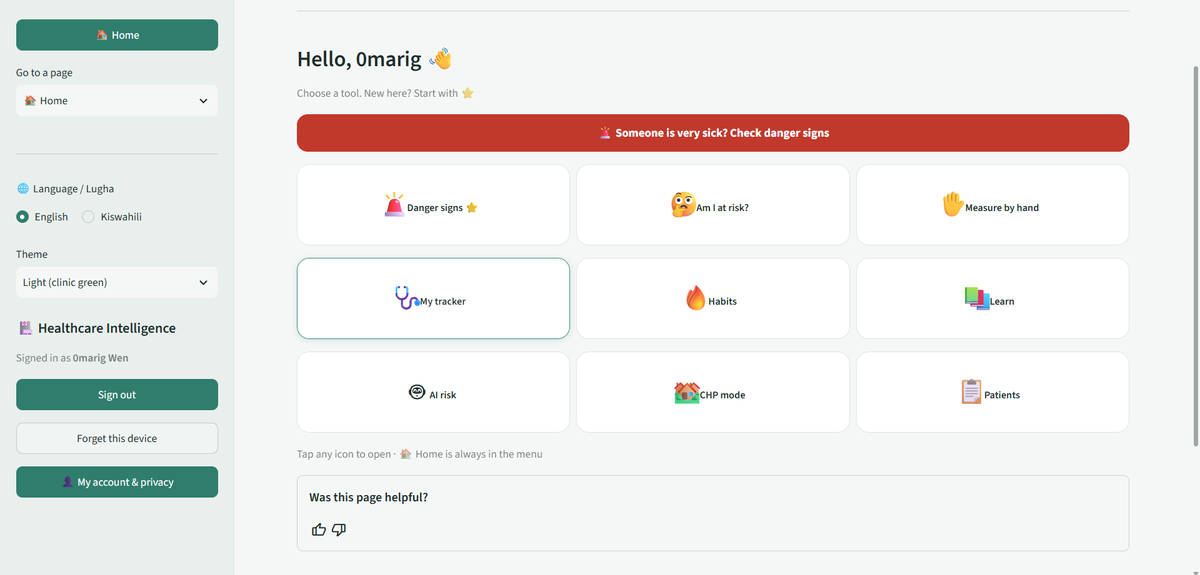 Home
Go to a page
Home
Language / Lugha
English
Kiswahili
Theme
Light (clinic green)
Healthcare Intelligence
Signed in as 0marig Wen
Sign out
Forget this device
My account & privacy
Hello, 0marig
Choose a tool. New here? Start with
Someone is very sick? Check danger signs
Danger signs
Am I at risk?
Measure by hand
My tracker
Habits
Learn
AI risk
CHP mode
Patients
Tap any icon to open · Home is always in the menu
Was this page helpful?